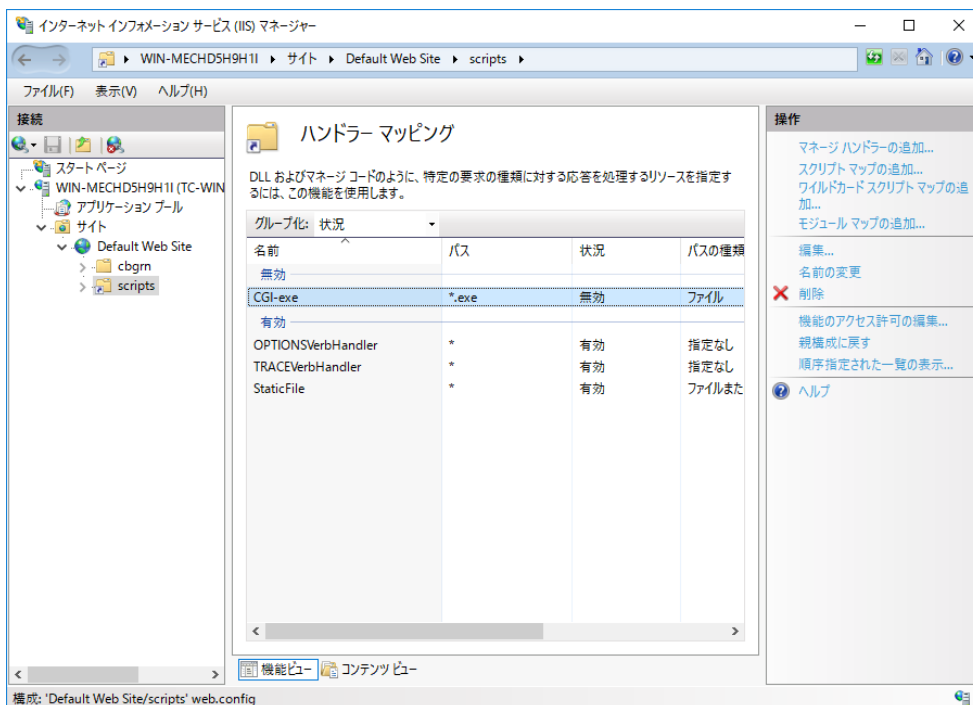 インターネット インフォメーション サービス (IIS) マネージャー
WIN-MECHD5H9H1I サイト Default Web Site scripts
ファイル(F) 表示(V) ヘルプ(H)
接続
スタート ページ
WIN-MECHD5H9H1I (TC-WIN
アプリケーション プール
サイト
Default Web Site
cbgrn
scripts
ハンドラー マッピング
DLL およびマネージ コードのように、特定の要求の種類に対する応答を処理するリソースを指定す
るには、この機能を使用します。
グループ化: 状況
名前 パス 状況 パスの種類
無効
CGI-exe *.exe 無効 ファイル
有効
OPTIONSVerbHandler * 有効 指定なし
TRACEVerbHandler * 有効 指定なし
StaticFile * 有効 ファイルまた
機能ビュー コンテンツ ビュー
操作
マネージ ハンドラーの追加...
スクリプト マップの追加...
ワイルドカード スクリプト マップの追
加...
モジュール マップの追加...
編集...
名前の変更
削除
機能のアクセス許可の編集...
親構成に戻す
順序指定された一覧の表示...
ヘルプ
構成: 'Default Web Site/scripts' web.config